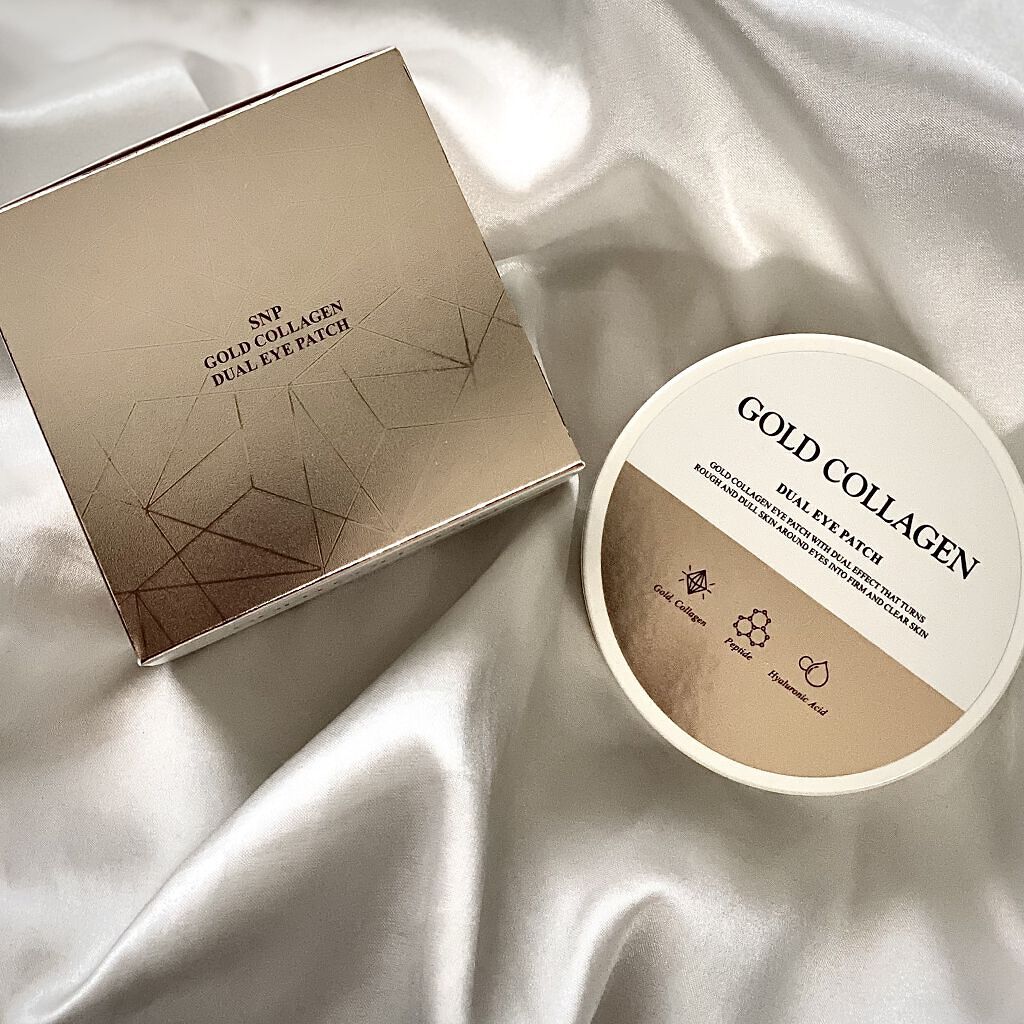 SNP
GOLD COLLAGEN
DUAL EYE PATCH
GOLD COLLAGEN
DUAL EYE PATCH
GOLD COLLAGEN EYE PATCH WITH DUAL EFFECT THAT TURNS
ROUGH AND DULL SKIN AROUND EYES INTO FIRM AND CLEAR SKIN
Gold, Collagen
Peptide
Hyaluronic Acid